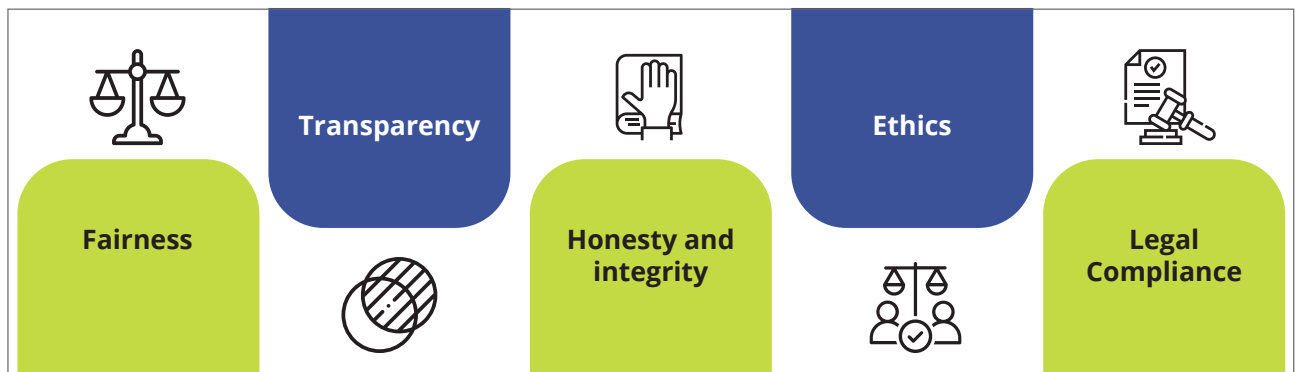 Fairness
Transparency
Honesty and
integrity
Ethics
Legal
Compliance